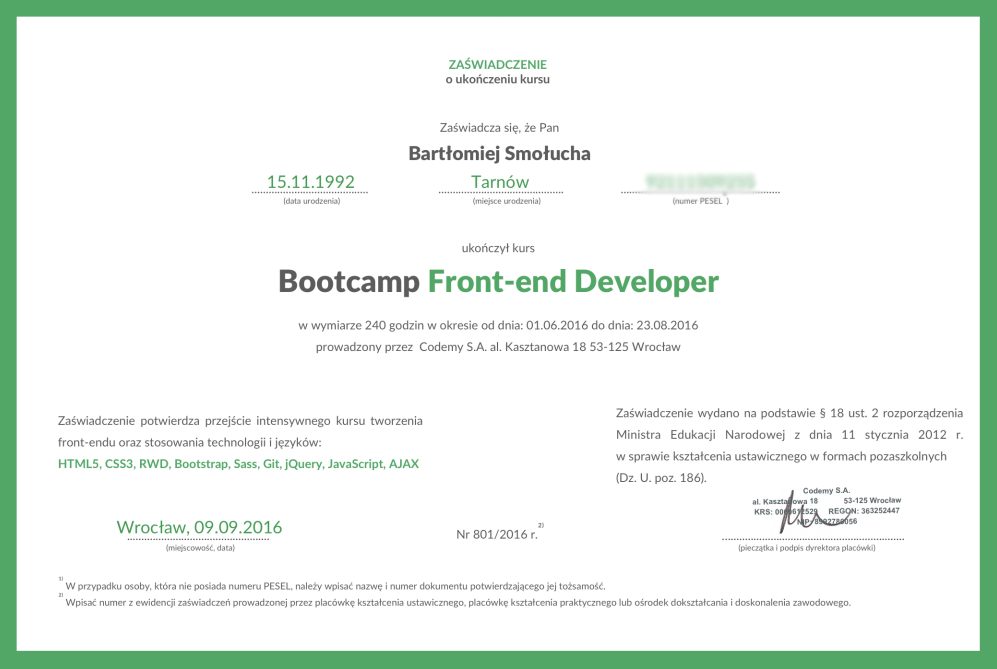 ZAŚWIADCZENIE
o ukończeniu kursu
Zaświadcza się, że Pan
Bartłomiej Smołucha
15.11.1992 Tarnów
(data urodzenia) (miejsce urodzenia) (numer PESEL )
ukończył kurs
Bootcamp Front-end Developer
w wymiarze 240 godzin w okresie od dnia: 01.06.2016 do dnia: 23.08.2016
prowadzony przez Codemy S.A. al. Kasztanowa 18 53-125 Wrocław
Zaświadczenie potwierdza przejście intensywnego kursu tworzenia
front-endu oraz stosowania technologii i języków:
HTML5, CSS3, RWD, Bootstrap, Sass, Git, jQuery, JavaScript, AJAX
Zaświadczenie wydano na podstawie § 18 ust. 2 rozporządzenia
Ministra Edukacji Narodowej z dnia 11 stycznia 2012 r.
w sprawie kształcenia ustawicznego w formach pozaszkolnych
(Dz. U. poz. 186).
Codemy S.A.
al. Kasztanowa 18 53-125 Wrocław
KRS: REGON: 363252447
NIP:
Wrocław, 09.09.2016
(miejscowość, data)
Nr 801/2016 r. 2)
(pieczątka i podpis dyrektora placówki)
1) W przypadku osoby, która nie posiada numeru PESEL, należy wpisać nazwę i numer dokumentu potwierdzającego jej tożsamość.
2) Wpisać numer z ewidencji zaświadczeń prowadzonej przez placówkę kształcenia ustawicznego, placówkę kształcenia praktycznego lub ośrodek dokształcania i doskonalenia zawodowego.